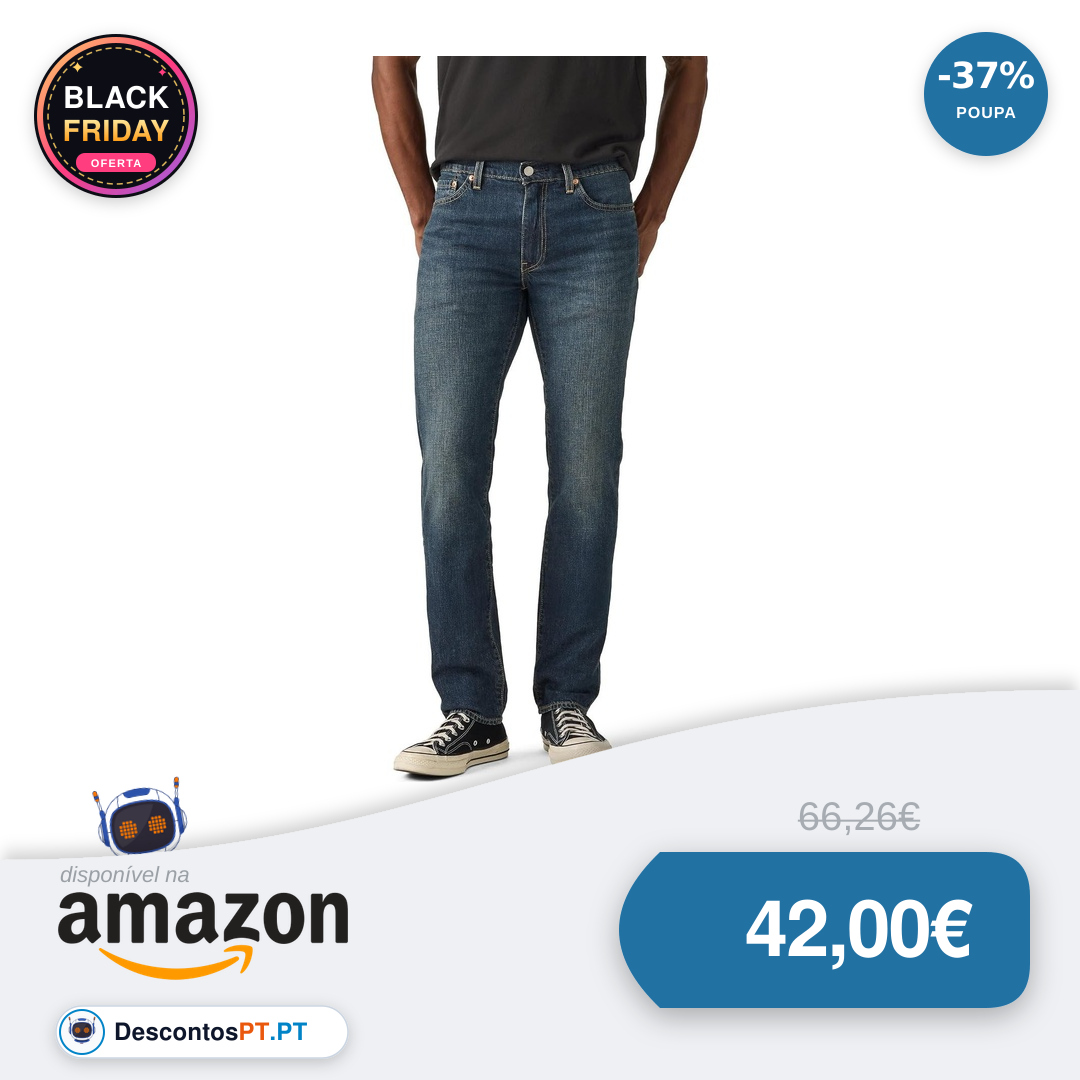 BLACK
FRIDAY
OFERTA
-37%
POUPA
66,26€
42,00€
disponível na
amazon
DescontosPT.PT